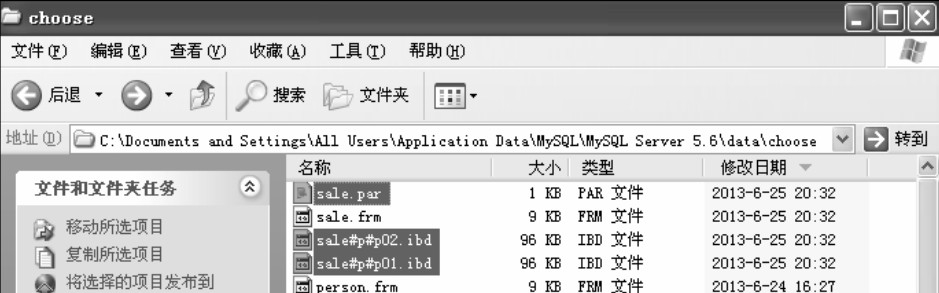 choose
文件(F) 编辑(E) 查看(V) 收藏(A) 工具(T) 帮助(H)
后退 搜索 文件夹
地址(D) C:\Documents and Settings\All Users\Application Data\MySQL\MySQL Server 5.6\data\choose 转到
名称 大小 类型 修改日期
文件和文件夹任务
移动所选项目
复制所选项目
将选择的项目发布到
sale.par 1 KB PAR 文件 2013-6-25 20:32
sale.frm 9 KB FRM 文件 2013-6-25 20:32
sale#p#p02.ibd 96 KB IBD 文件 2013-6-25 20:32
sale#p#p01.ibd 96 KB IBD 文件 2013-6-25 20:32
person.frm 9 KB FRM 文件 2013-6-24 16:27